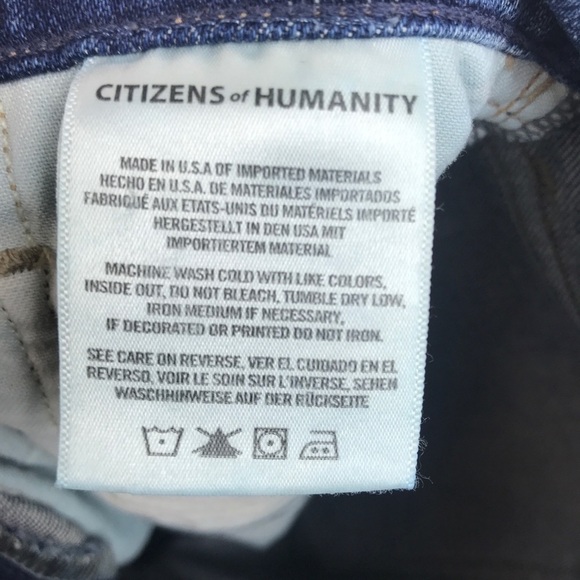 CITIZENS of HUMANITY
MADE IN U.S.A OF IMPORTED MATERIALS
HECHO EN U.S.A. DE MATERIALES IMPORTADOS
FABRIQUÉ AUX ETATS-UNIS DU MATÉRIELS IMPORTÉ
HERGESTELLT IN DEN USA MIT
IMPORTIERTEM MATERIAL
MACHINE WASH COLD WITH LIKE COLORS,
INSIDE OUT, DO NOT BLEACH, TUMBLE DRY LOW,
IRON MEDIUM IF NECESSARY,
IF DECORATED OR PRINTED DO NOT IRON.
SEE CARE ON REVERSE, VER EL CUIDADO EN EL
REVERSO, VOIR LE SOIN SUR L'INVERSE, SEHEN
WASCHHINWEISE AUF DER RÜCKSEITE